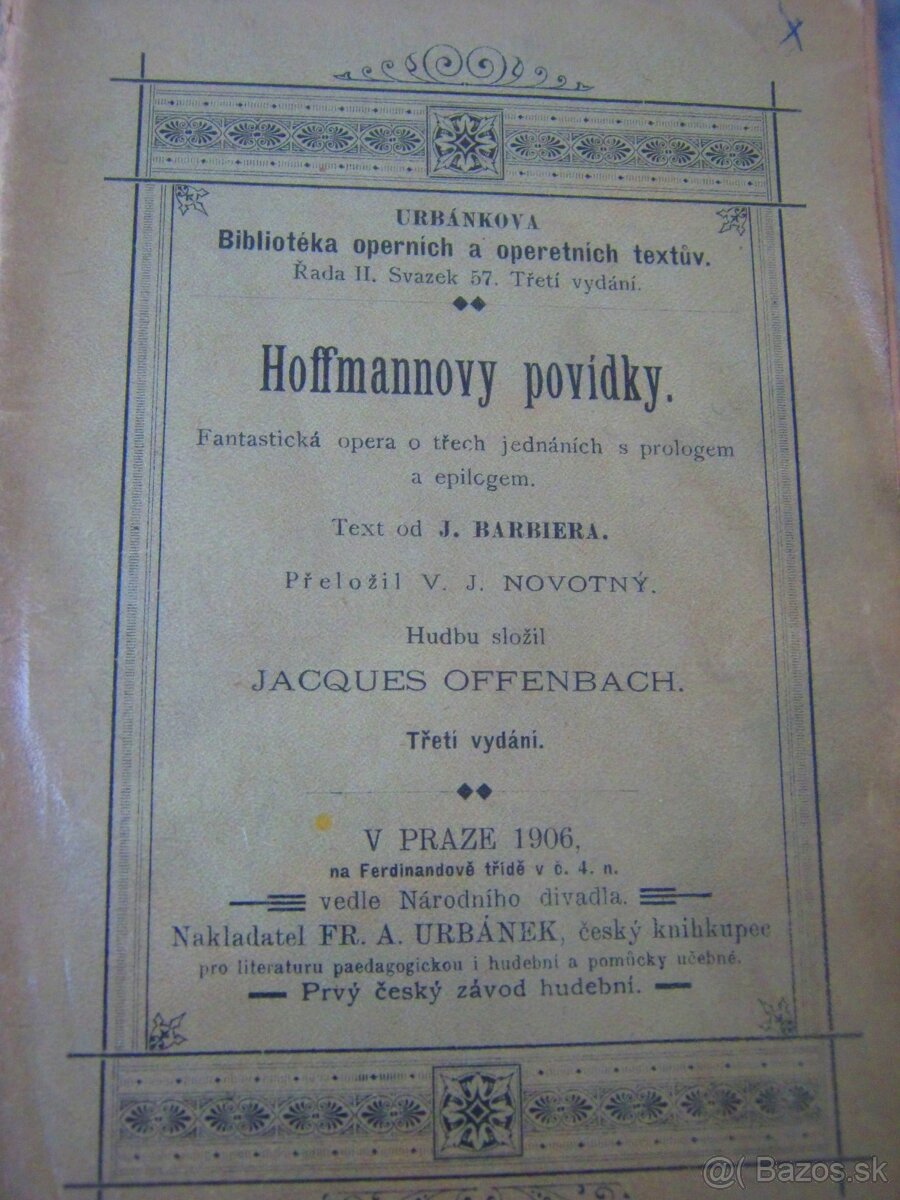 URBÁNKOVA
Bibliotéka operních a operetních textův.
Řada II. Svazek 57. Třetí vydání.
Hoffmannovy povídky.
Fantastická opera o třech jednáních s prologem
a epilogem.
Text od J. BARBIERA.
Přeložil V. J. NOVOTNÝ.
Hudbu složil
JACQUES OFFENBACH.
Třetí vydání.
V PRAZE 1906,
na Ferdinandově třídě v č. 4. n.
vedle Národního divadla.
Nakladatel FR. A. URBÁNEK, český knihkupec
pro literaturu paedagogickou i hudební a pomůcky učebné.
Prvý český závod hudební.
@( Bazos.sk